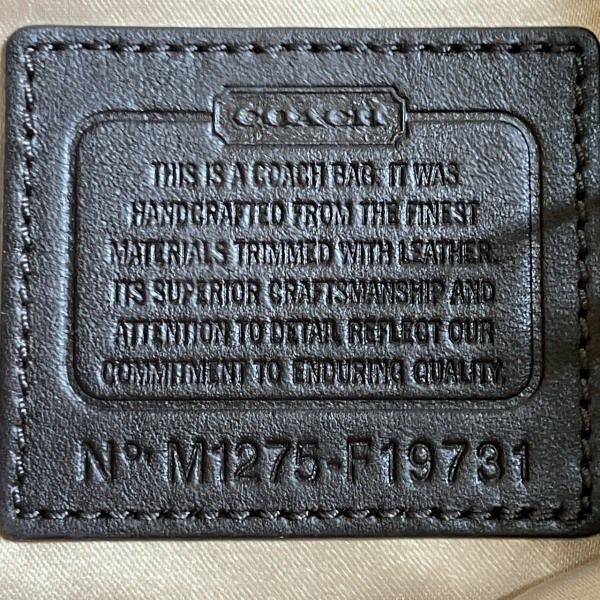 COACH
THIS IS A COACH BAG. IT WAS
HANDCRAFTED FROM THE FINEST
MATERIALS TRIMMED WITH LEATHER.
ITS SUPERIOR CRAFTSMANSHIP AND
ATTENTION TO DETAIL REFLECT OUR
COMMITMENT TO ENDURING QUALITY.
Nº. M1275-F19731